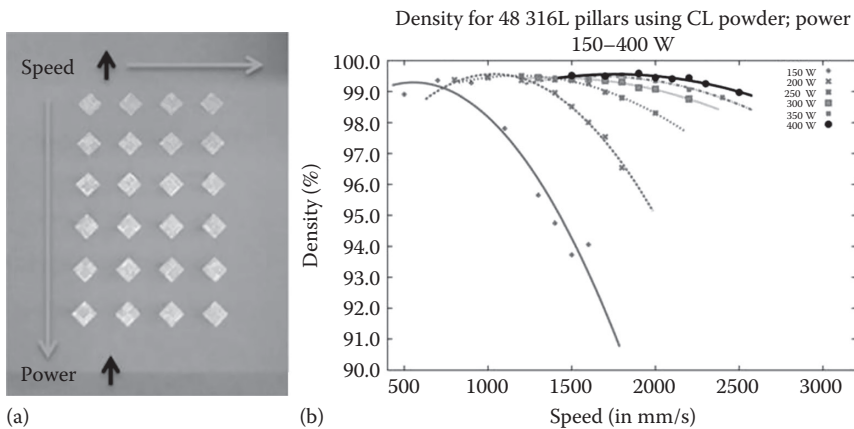 Speed
Power
(a)
(b)
Density for 48 316L pillars using CL powder; power
150–400 W
100.0
99.0
98.0
97.0
96.0
95.0
94.0
93.0
92.0
91.0
90.0
Density (%)
500
1000
1500
2000
2500
3000
Speed (in mm/s)
150 W
200 W
250 W
300 W
350 W
400 W